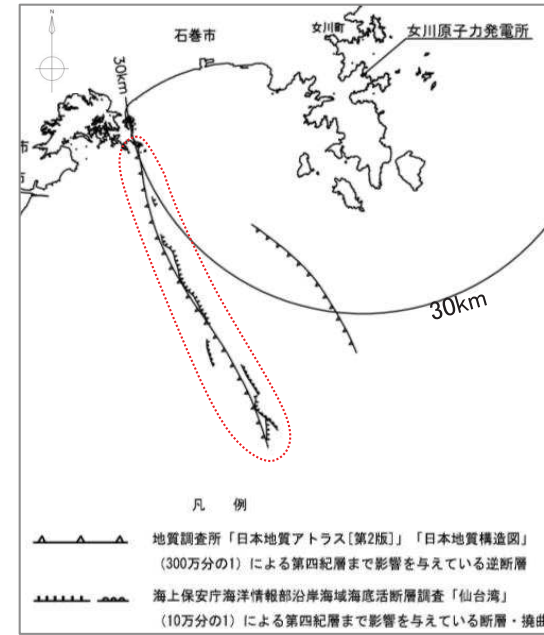 N
石巻市
女川町
女川原子力発電所
30km
市
30km
凡 例
地質調査所「日本地質アトラス[第2版]」「日本地質構造図」
(300万分の1)による第四紀層まで影響を与えている逆断層
海上保安庁海洋情報部沿岸海域海底活断層調査「仙台湾」
(10万分の1)による第四紀層まで影響を与えている断層・撓曲